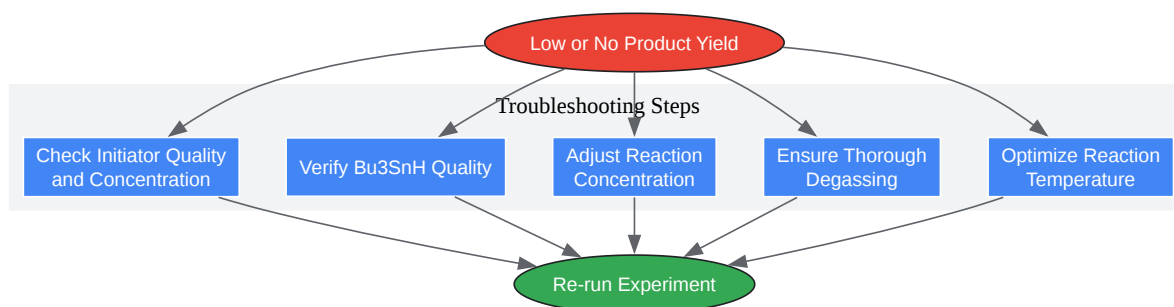 Low or No Product Yield
Troubleshooting Steps
Check Initiator Quality
and Concentration
Verify Bu3SnH Quality
Adjust Reaction
Concentration
Ensure Thorough
Degassing
Optimize Reaction
Temperature
Re-run Experiment